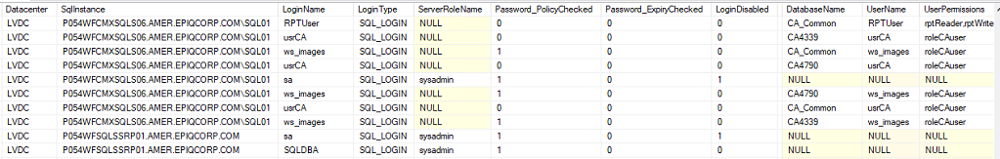 Datacenter SqlInstance LoginName LoginType ServerRoleName Password_PolicyChecked Password_ExpiryChecked LoginDisabled DatabaseName UserName UserPermissions
LVDC P054WFCMXSQLS06.AMER.EPIQCORP.COM\SQL01 RPTUser SQL_LOGIN NULL 0 0 0 CA_Common RPTUser rptReader,rptWrite
LVDC P054WFCMXSQLS06.AMER.EPIQCORP.COM\SQL01 usrCA SQL_LOGIN NULL 0 0 0 CA4339 usrCA roleCAuser
LVDC P054WFCMXSQLS06.AMER.EPIQCORP.COM\SQL01 ws_images SQL_LOGIN NULL 1 0 0 CA_Common ws_images roleCAuser
LVDC P054WFCMXSQLS06.AMER.EPIQCORP.COM\SQL01 usrCA SQL_LOGIN NULL 0 0 0 CA4790 usrCA roleCAuser
LVDC P054WFCMXSQLS06.AMER.EPIQCORP.COM\SQL01 sa SQL_LOGIN sysadmin 1 0 1 NULL NULL NULL
LVDC P054WFCMXSQLS06.AMER.EPIQCORP.COM\SQL01 ws_images SQL_LOGIN NULL 1 0 0 CA4790 ws_images roleCAuser
LVDC P054WFCMXSQLS06.AMER.EPIQCORP.COM\SQL01 usrCA SQL_LOGIN NULL 0 0 0 CA_Common usrCA roleCAuser
LVDC P054WFCMXSQLS06.AMER.EPIQCORP.COM\SQL01 ws_images SQL_LOGIN NULL 1 0 0 CA4339 ws_images roleCAuser
LVDC P054WFSQLSSRP01.AMER.EPIQCORP.COM sa SQL_LOGIN sysadmin 1 0 1 NULL NULL NULL
LVDC P054WFSQLSSRP01.AMER.EPIQCORP.COM SQLDBA SQL_LOGIN sysadmin 1 0 0 NULL NULL NULL